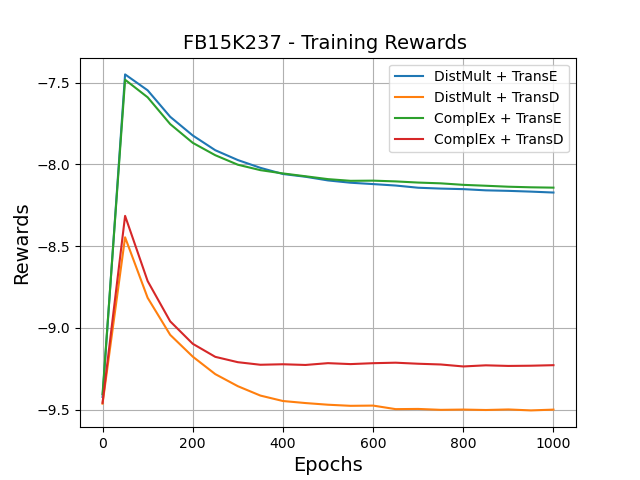 FB15K237 - Training Rewards
DistMult + TransE
DistMult + TransD
ComplEx + TransE
ComplEx + TransD
Rewards
−7.5
−8.0
−8.5
−9.0
−9.5
0 200 400 600 800 1000
Epochs